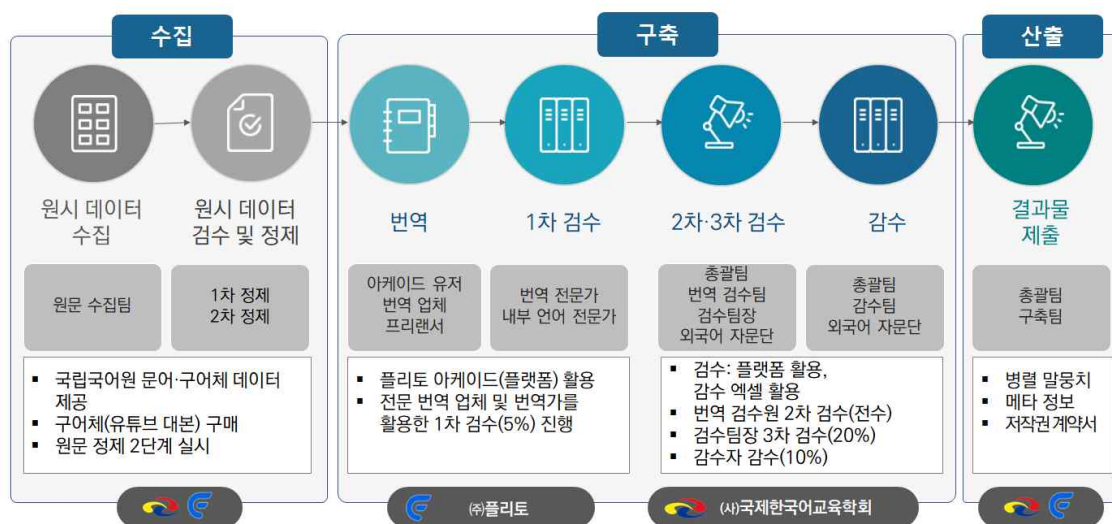 수집
구축
산출
원시 데이터
수집
원시 데이터
검수 및 정제
번역
1차 검수
2차·3차 검수
감수
결과물
제출
원문 수집팀
1차 정제
2차 정제
아케이드 유저
번역 업체
프리랜서
번역 전문가
내부 언어 전문가
총괄팀
번역 검수팀
검수팀장
외국어 자문단
총괄팀
감수팀
외국어 자문단
총괄팀
구축팀
▪ 국립국어원 문어·구어체 데이터
제공
▪ 구어체(유튜브 대본) 구매
▪ 원문 정제 2단계 실시
▪ 플리토 아케이드(플랫폼) 활용
▪ 전문 번역 업체 및 번역가를
활용한 1차 검수(5%) 진행
▪ 검수: 플랫폼 활용,
감수 엑셀 활용
▪ 번역 검수원 2차 검수(전수)
▪ 검수팀장 3차 검수(20%)
▪ 감수자 감수(10%)
▪ 병렬 말뭉치
▪ 메타 정보
▪ 저작권 계약서
㈜플리토
(사)국제한국어교육학회